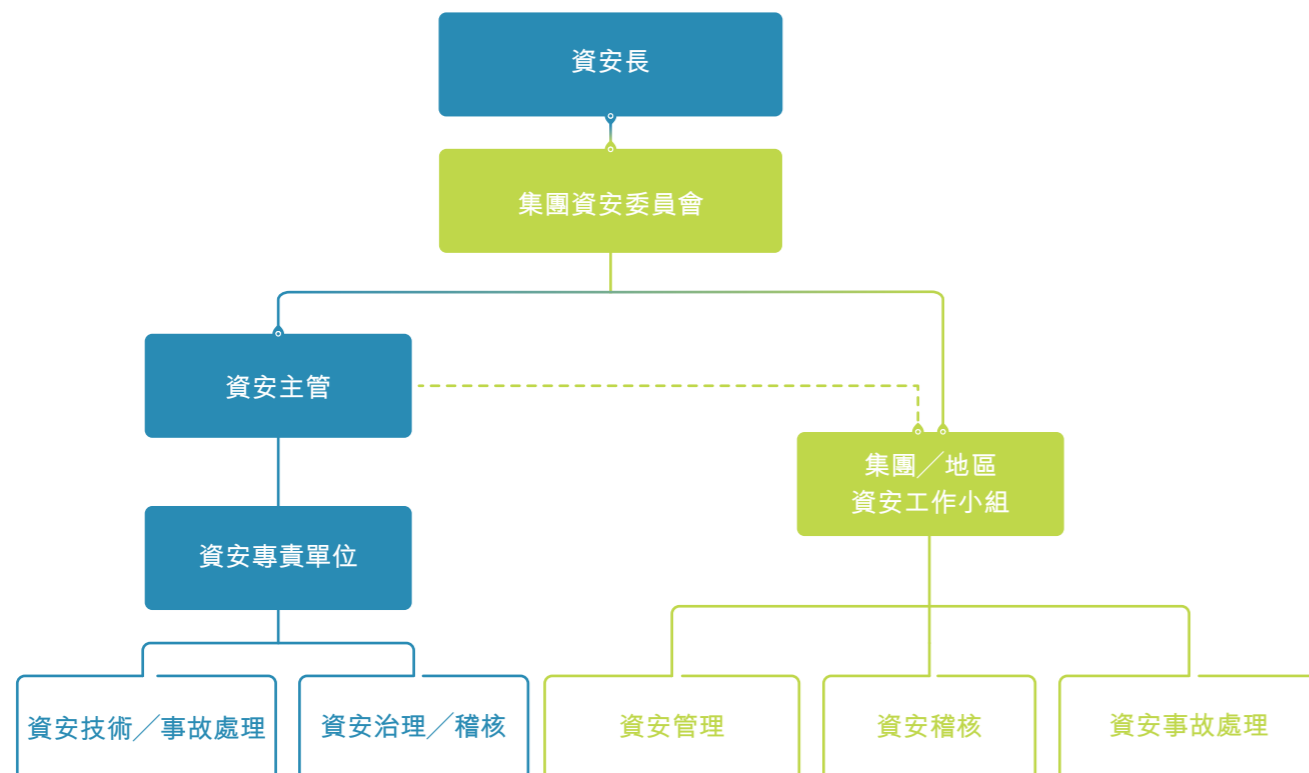 資安長
集團資安委員會
資安主管
集團╱地區
資安工作小組
資安專責單位
資安技術╱事故處理
資安治理╱稽核
資安管理
資安稽核
資安事故處理